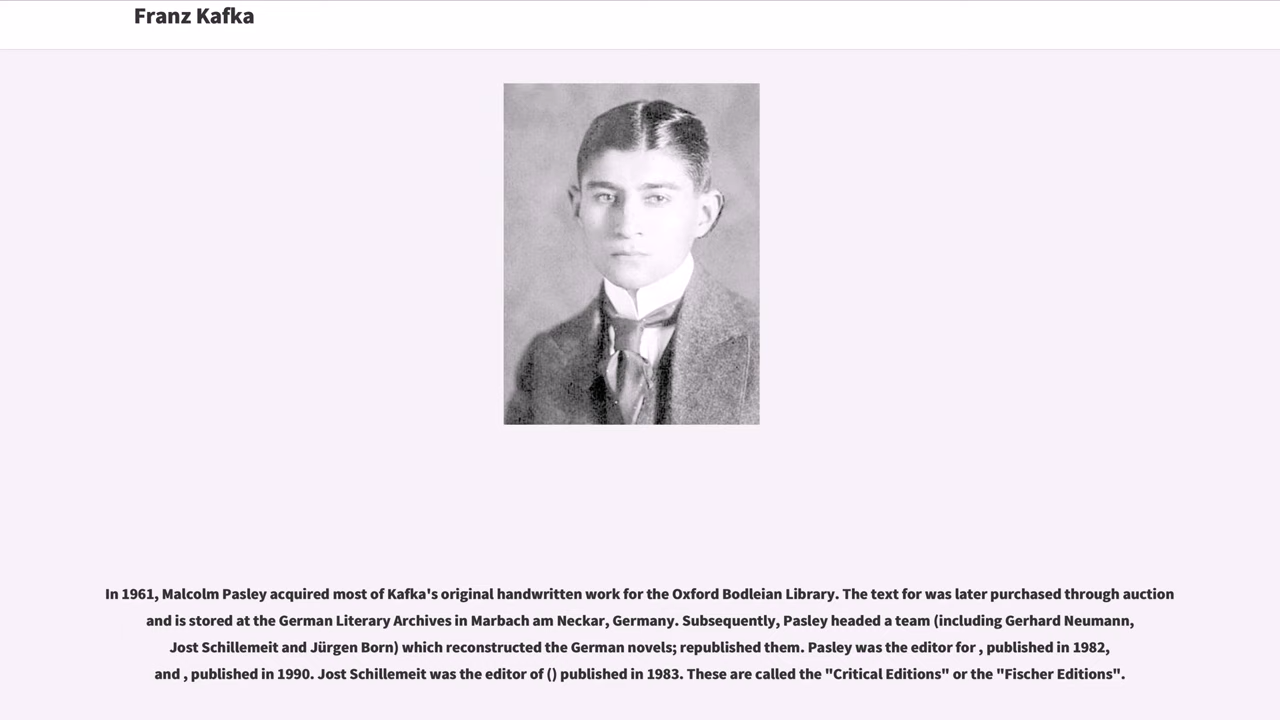 Franz Kafka
In 1961, Malcolm Pasley acquired most of Kafka's original handwritten work for the Oxford Bodleian Library. The text for was later purchased through auction
and is stored at the German Literary Archives in Marbach am Neckar, Germany. Subsequently, Pasley headed a team (including Gerhard Neumann,
Jost Schillemeit and Jürgen Born) which reconstructed the German novels; republished them. Pasley was the editor for , published in 1982,
and , published in 1990. Jost Schillemeit was the editor of () published in 1983. These are called the "Critical Editions" or the "Fischer Editions".